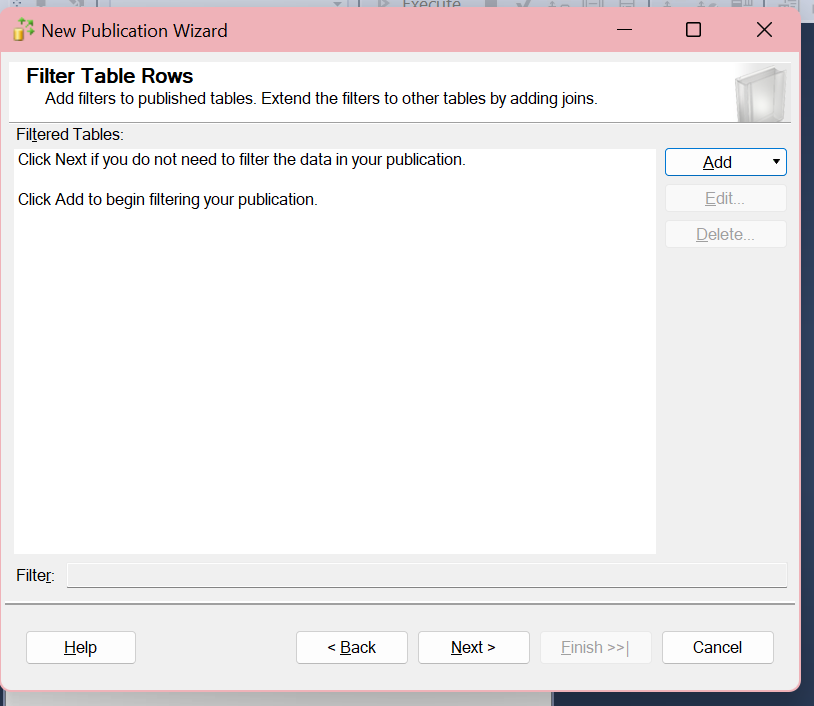 Execute
New Publication Wizard
Filter Table Rows
Add filters to published tables. Extend the filters to other tables by adding joins.
Filtered Tables:
Click Next if you do not need to filter the data in your publication.
Click Add to begin filtering your publication.
Add
Edit...
Delete...
Filter:
Help
< Back
Next >
Finish >>|
Cancel